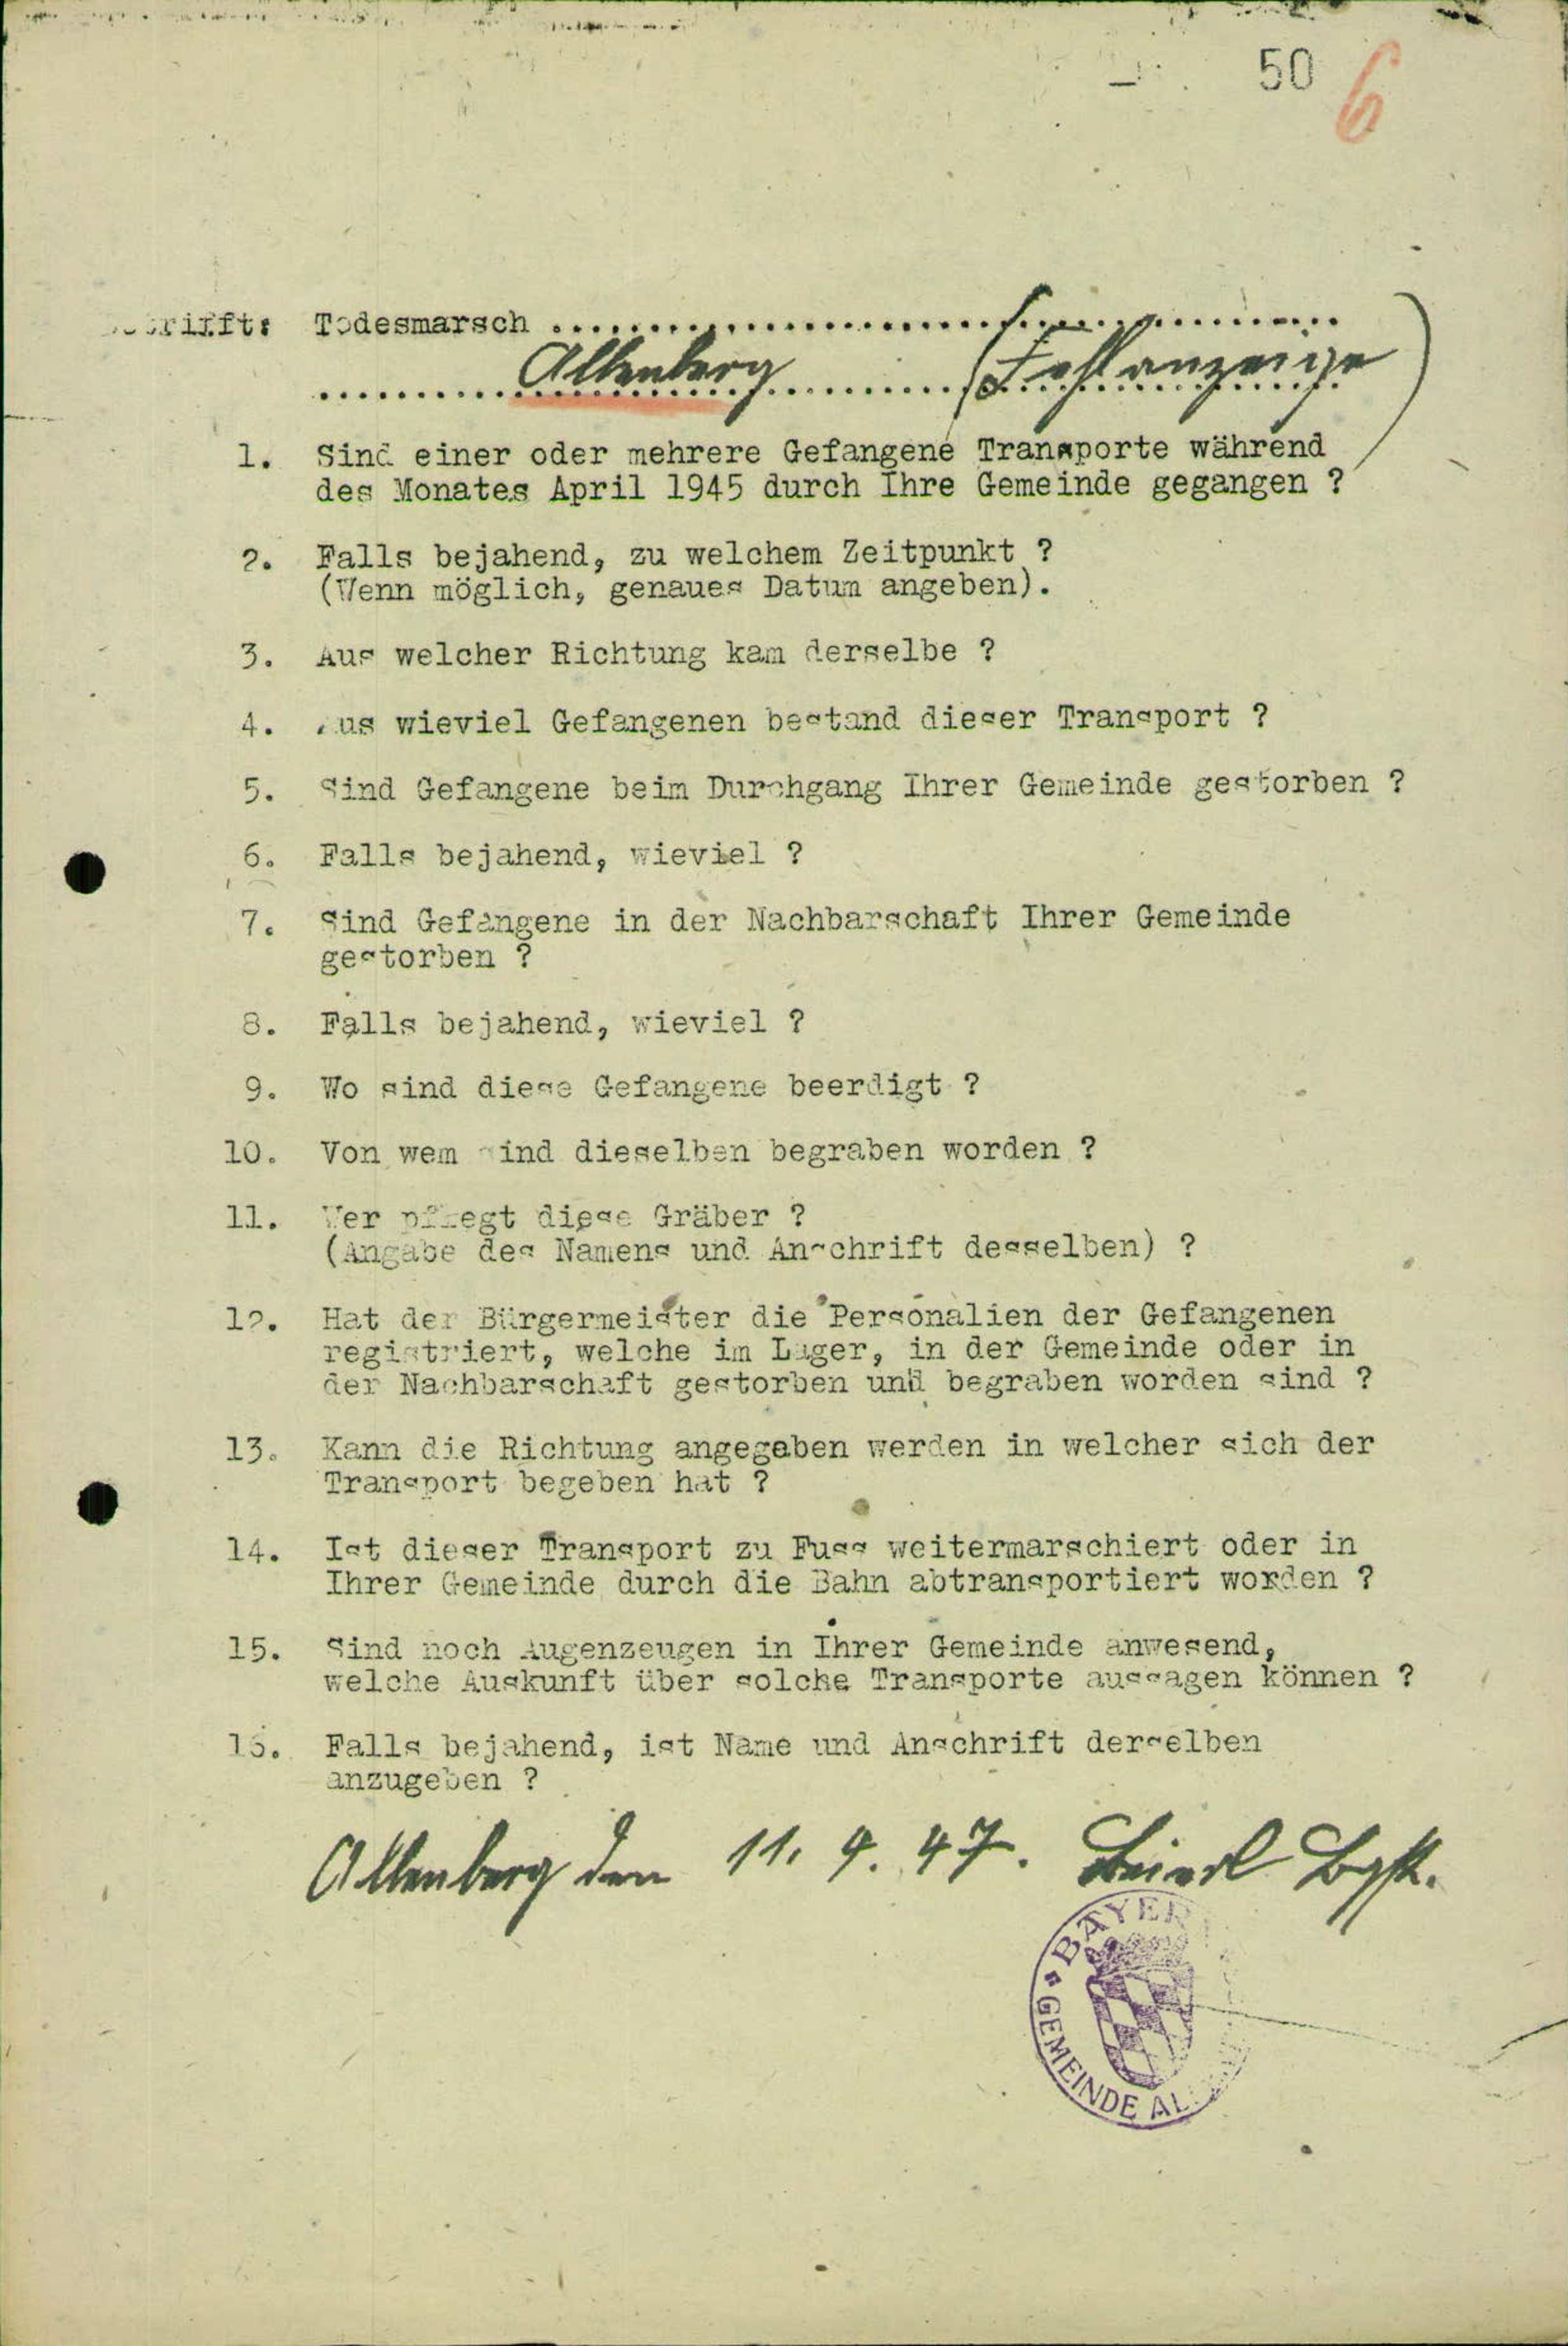 50 6
Betrifft: Todesmarsch ........................................
Altenberg (Fehlanzeige)
1. Sind einer oder mehrere Gefangene Transporte während
des Monates April 1945 durch Ihre Gemeinde gegangen ?
2. Falls bejahend, zu welchem Zeitpunkt ?
(Wenn möglich, genaues Datum angeben).
3. Aus welcher Richtung kam derselbe ?
4. Aus wieviel Gefangenen bestand dieser Transport ?
5. Sind Gefangene beim Durchgang Ihrer Gemeinde gestorben ?
6. Falls bejahend, wieviel ?
7. Sind Gefangene in der Nachbarschaft Ihrer Gemeinde
gestorben ?
8. Falls bejahend, wieviel ?
9. Wo sind diese Gefangene beerdigt ?
10. Von wem sind dieselben begraben worden ?
11. Wer pflegt diese Gräber ?
(Angabe des Namens und Anschrift desselben) ?
12. Hat der Bürgermeister die Personalien der Gefangenen
registriert, welche im Lager, in der Gemeinde oder in
der Nachbarschaft gestorben und begraben worden sind ?
13. Kann die Richtung angegeben werden in welcher sich der
Transport begeben hat ?
14. Ist dieser Transport zu Fuss weitermarschiert oder in
Ihrer Gemeinde durch die Bahn abtransportiert worden ?
15. Sind noch Augenzeugen in Ihrer Gemeinde anwesend,
welche Auskunft über solche Transporte aussagen können ?
16. Falls bejahend, ist Name und Anschrift derselben
anzugeben ?
den 11. 4. 47. Bgst.
BAYER
GEMEINDE AL